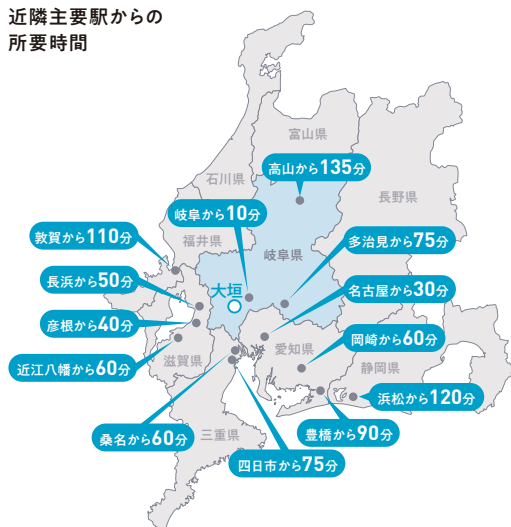 近隣主要駅からの
所要時間
富山県
高山から135分
石川県
長野県
岐阜から10分
敦賀から110分
福井県
岐阜県
多治見から75分
長浜から50分
大垣
名古屋から30分
彦根から40分
愛知県
岡崎から60分
近江八幡から60分
滋賀県
静岡県
浜松から120分
桑名から60分
三重県
豊橋から90分
四日市から75分